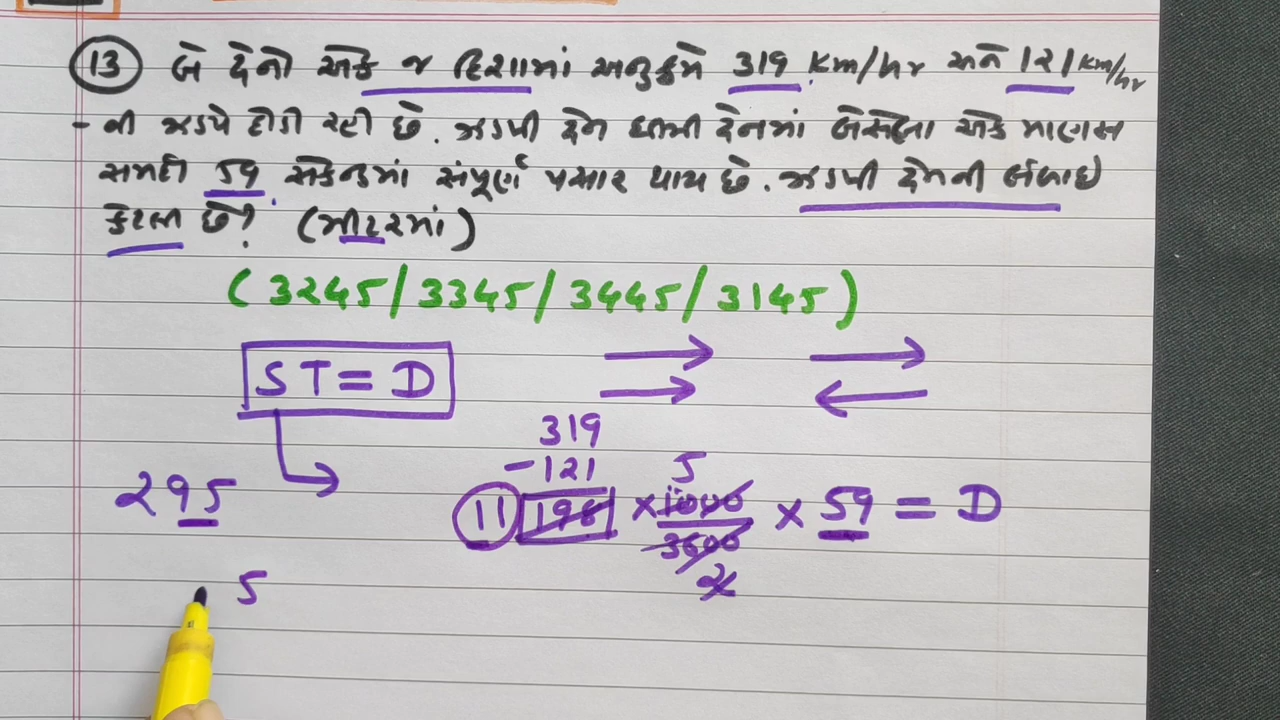 13 બે ટ્રેનો એક જ દિશામાં અનુક્રમે 319 km/hr અને 121 km/hr
- ની ઝડપે દોડી રહી છે. ઝડપી ટ્રેન ધીમી ટ્રેનમાં બેસેલા એક માણસ
સમગ્ર 59 સેકન્ડમાં સંપૂર્ણ પસાર થાય છે. ઝડપી ટ્રેનની લંબાઇ
કેટલી છે? (મીટરમાં)
(3245/3345/3445/3145)
ST=D
319
-121 5
295 11 198 × 1000 × 59 = D
3600
2
5